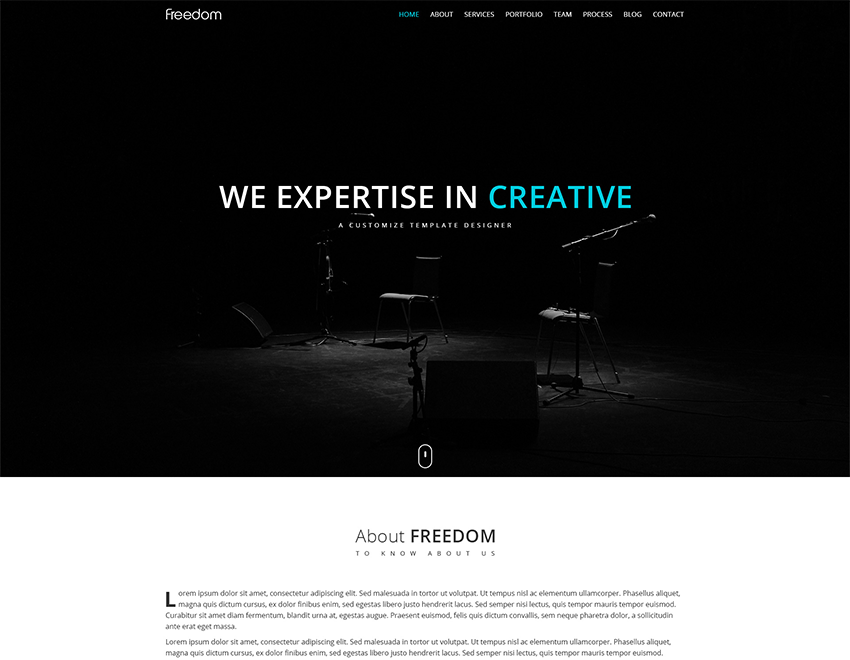 freedom
HOME ABOUT SERVICES PORTFOLIO TEAM PROCESS BLOG CONTACT
WE EXPERTISE IN CREATIVE
A CUSTOMIZE TEMPLATE DESIGNER
About FREEDOM
TO KNOW ABOUT US
Lorem ipsum dolor sit amet, consectetur adipiscing elit. Sed malesuada in tortor ut volutpat. Ut tempus nisl ac elementum ullamcorper. Phasellus aliquet,
magna quis dictum cursus, ex dolor finibus enim, sed egestas libero justo hendrerit lacus. Sed semper nisi lectus, quis tempor mauris tempor euismod.
Curabitur sit amet diam fermentum, blandit urna at, egestas augue. Praesent euismod, felis quis dictum convallis, sem neque pharetra dolor, a sollicitudin
ante erat eget massa.
Lorem ipsum dolor sit amet, consectetur adipiscing elit. Sed malesuada in tortor ut volutpat. Ut tempus nisl ac elementum ullamcorper. Phasellus aliquet,
magna quis dictum cursus, ex dolor finibus enim, sed egestas libero justo hendrerit lacus. Sed semper nisi lectus, quis tempor mauris tempor euismod.